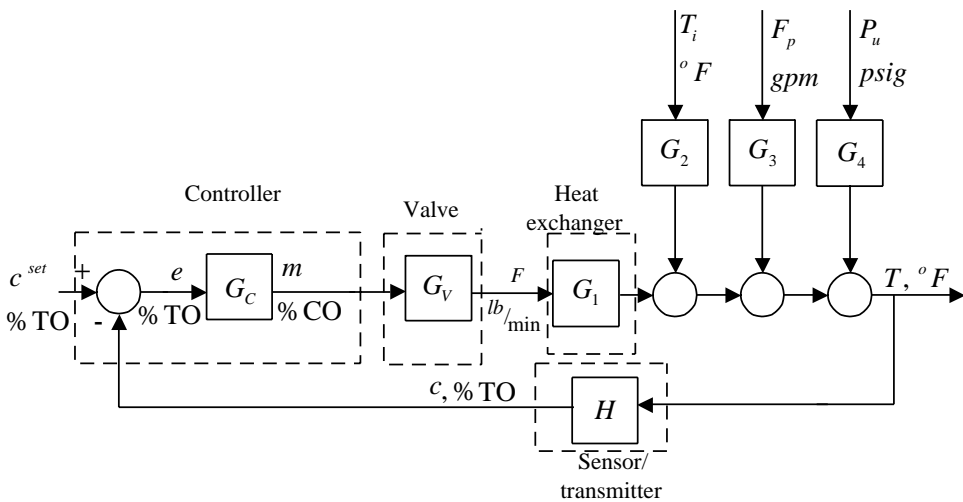 T_i F_p P_u
°F gpm psig
G_2 G_3 G_4
Controller
Valve
Heat
exchanger
c^set + e G_C m G_V F G_1 T, °F
% TO - % TO % CO lb/min
c, % TO
H
Sensor/
transmitter